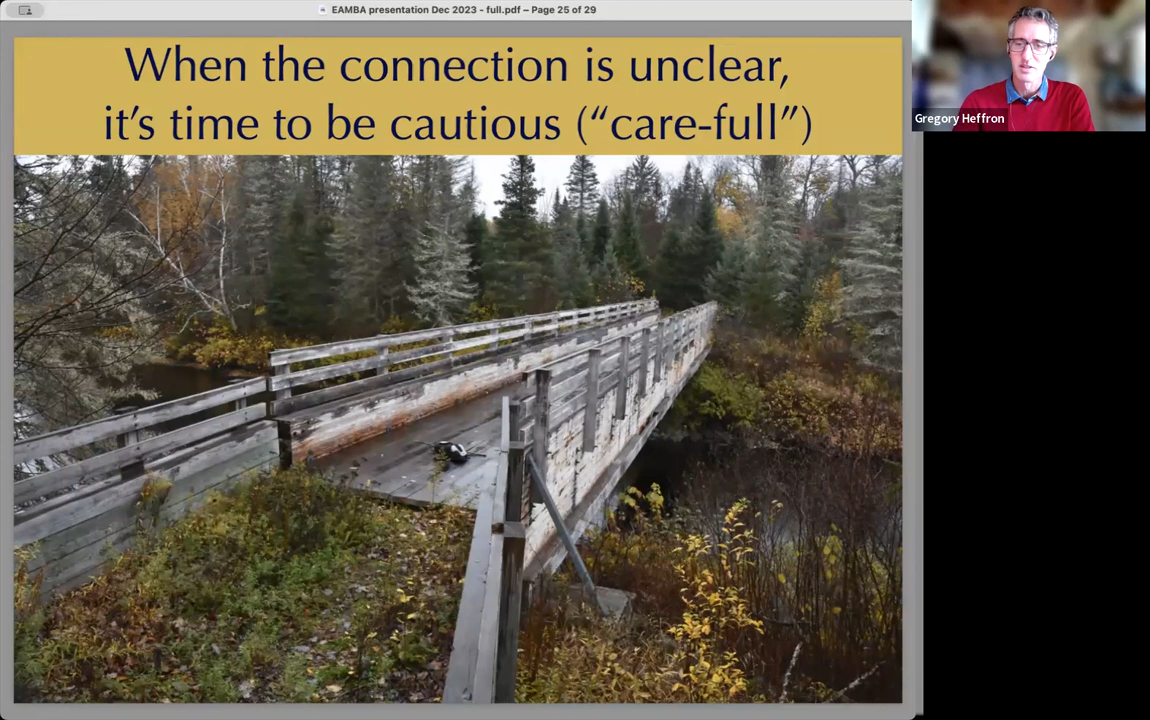 EAMBA presentation Dec 2023 - full.pdf – Page 25 of 29
When the connection is unclear,
it’s time to be cautious (“care-full”)
Gregory Heffron